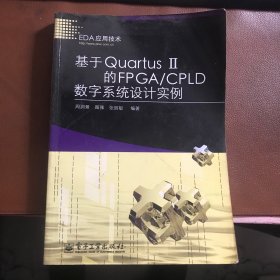 EDA应用技术
基于Quartus Ⅱ
的FPGA/CPLD
数字系统设计实例
周润景 图雅 张丽敏 编著
电子工业出版社